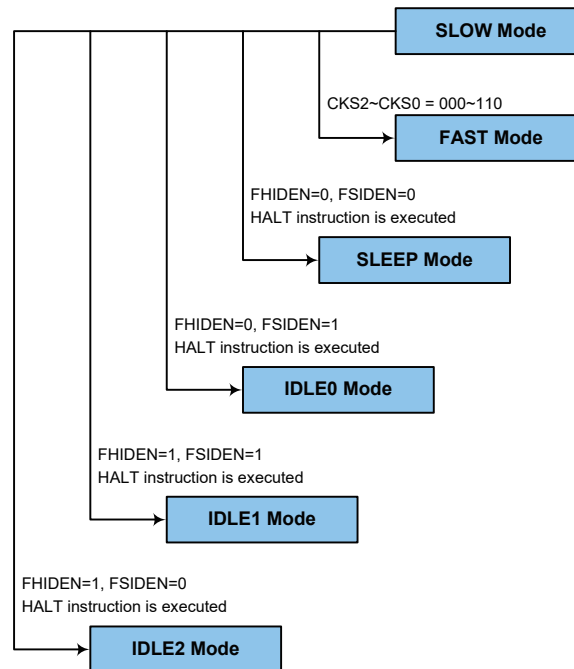 SLOW Mode
CKS2~CKS0 = 000~110
FAST Mode
FHIDEN=0, FSIDEN=0
HALT instruction is executed
SLEEP Mode
FHIDEN=0, FSIDEN=1
HALT instruction is executed
IDLE0 Mode
FHIDEN=1, FSIDEN=1
HALT instruction is executed
IDLE1 Mode
FHIDEN=1, FSIDEN=0
HALT instruction is executed
IDLE2 Mode